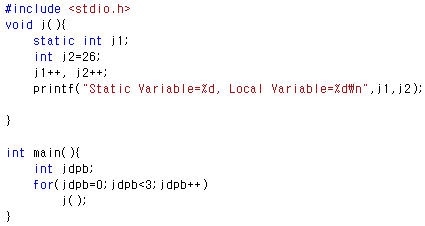 #include <stdio.h>
void j(){
    static int j1;
    int j2=26;
    j1++, j2++;
    printf("Static Variable=%d, Local Variable=%d₩n",j1,j2);
}
int main(){
    int jdpb;
    for(jdpb=0;jdpb<3;jdpb++)
        j();
}